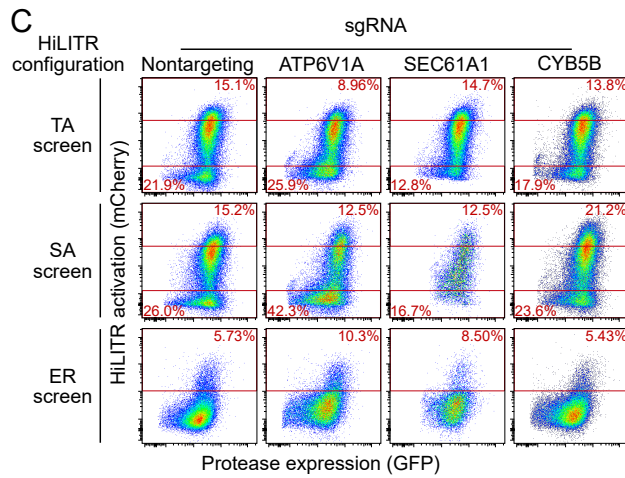 C
sgRNA
HiLITR
configuration
Nontargeting
ATP6V1A
SEC61A1
CYB5B
HiLITR activation (mCherry)
TA
screen
15.1%
21.9%
8.96%
25.9%
14.7%
12.8%
13.8%
17.9%
SA
screen
15.2%
26.0%
12.5%
42.3%
12.5%
16.7%
21.2%
23.6%
ER
screen
5.73%
10.3%
8.50%
5.43%
Protease expression (GFP)